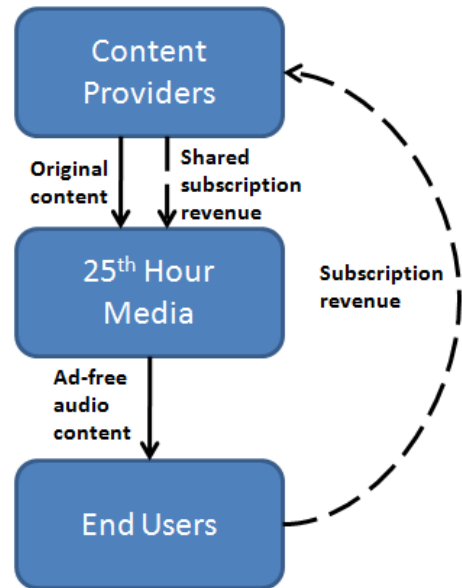 Content
Providers
Original
content
Shared
subscription
revenue
25th Hour
Media
Subscription
revenue
Ad-free
audio
content
End Users